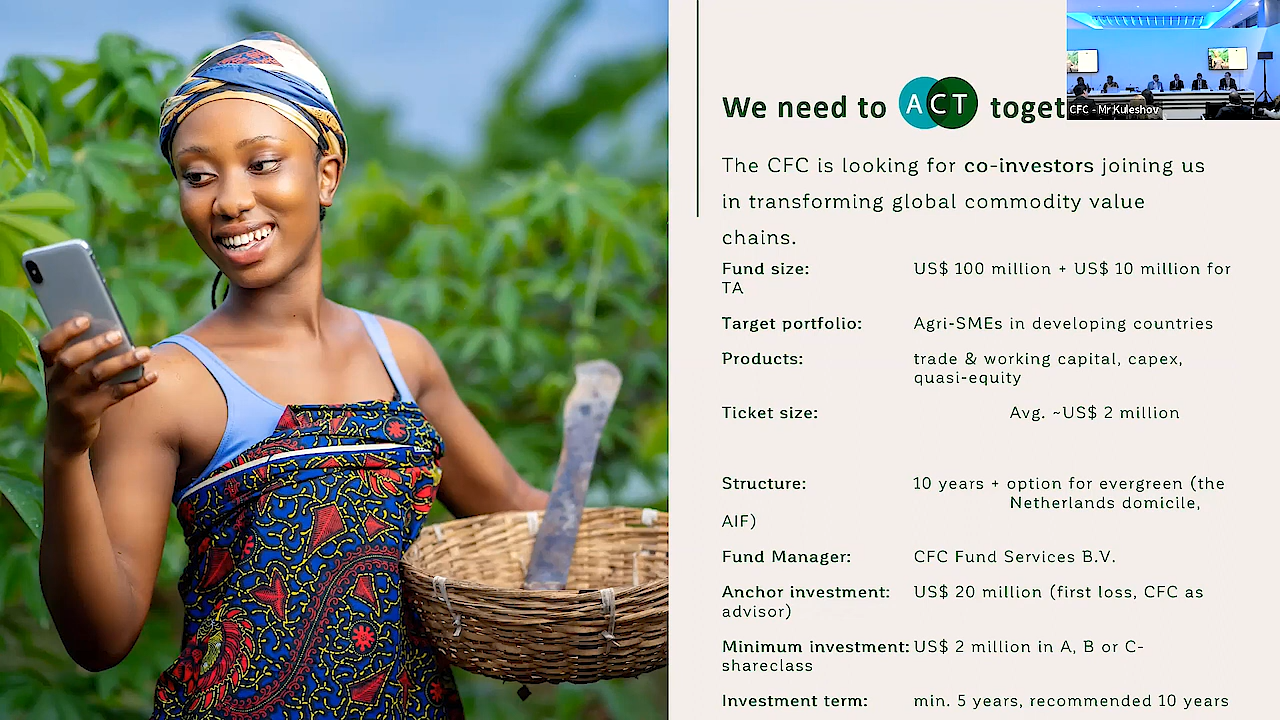 We need to ACT toget
CFC - Mr Kuleshov
The CFC is looking for co-investors joining us
in transforming global commodity value
chains.
Fund size: US$ 100 million + US$ 10 million for
TA
Target portfolio: Agri-SMEs in developing countries
Products: trade & working capital, capex,
quasi-equity
Ticket size: Avg. ~US$ 2 million
Structure: 10 years + option for evergreen (the
Netherlands domicile,
AIF)
Fund Manager: CFC Fund Services B.V.
Anchor investment: US$ 20 million (first loss, CFC as
advisor)
Minimum investment: US$ 2 million in A, B or C-
shareclass
Investment term: min. 5 years, recommended 10 years